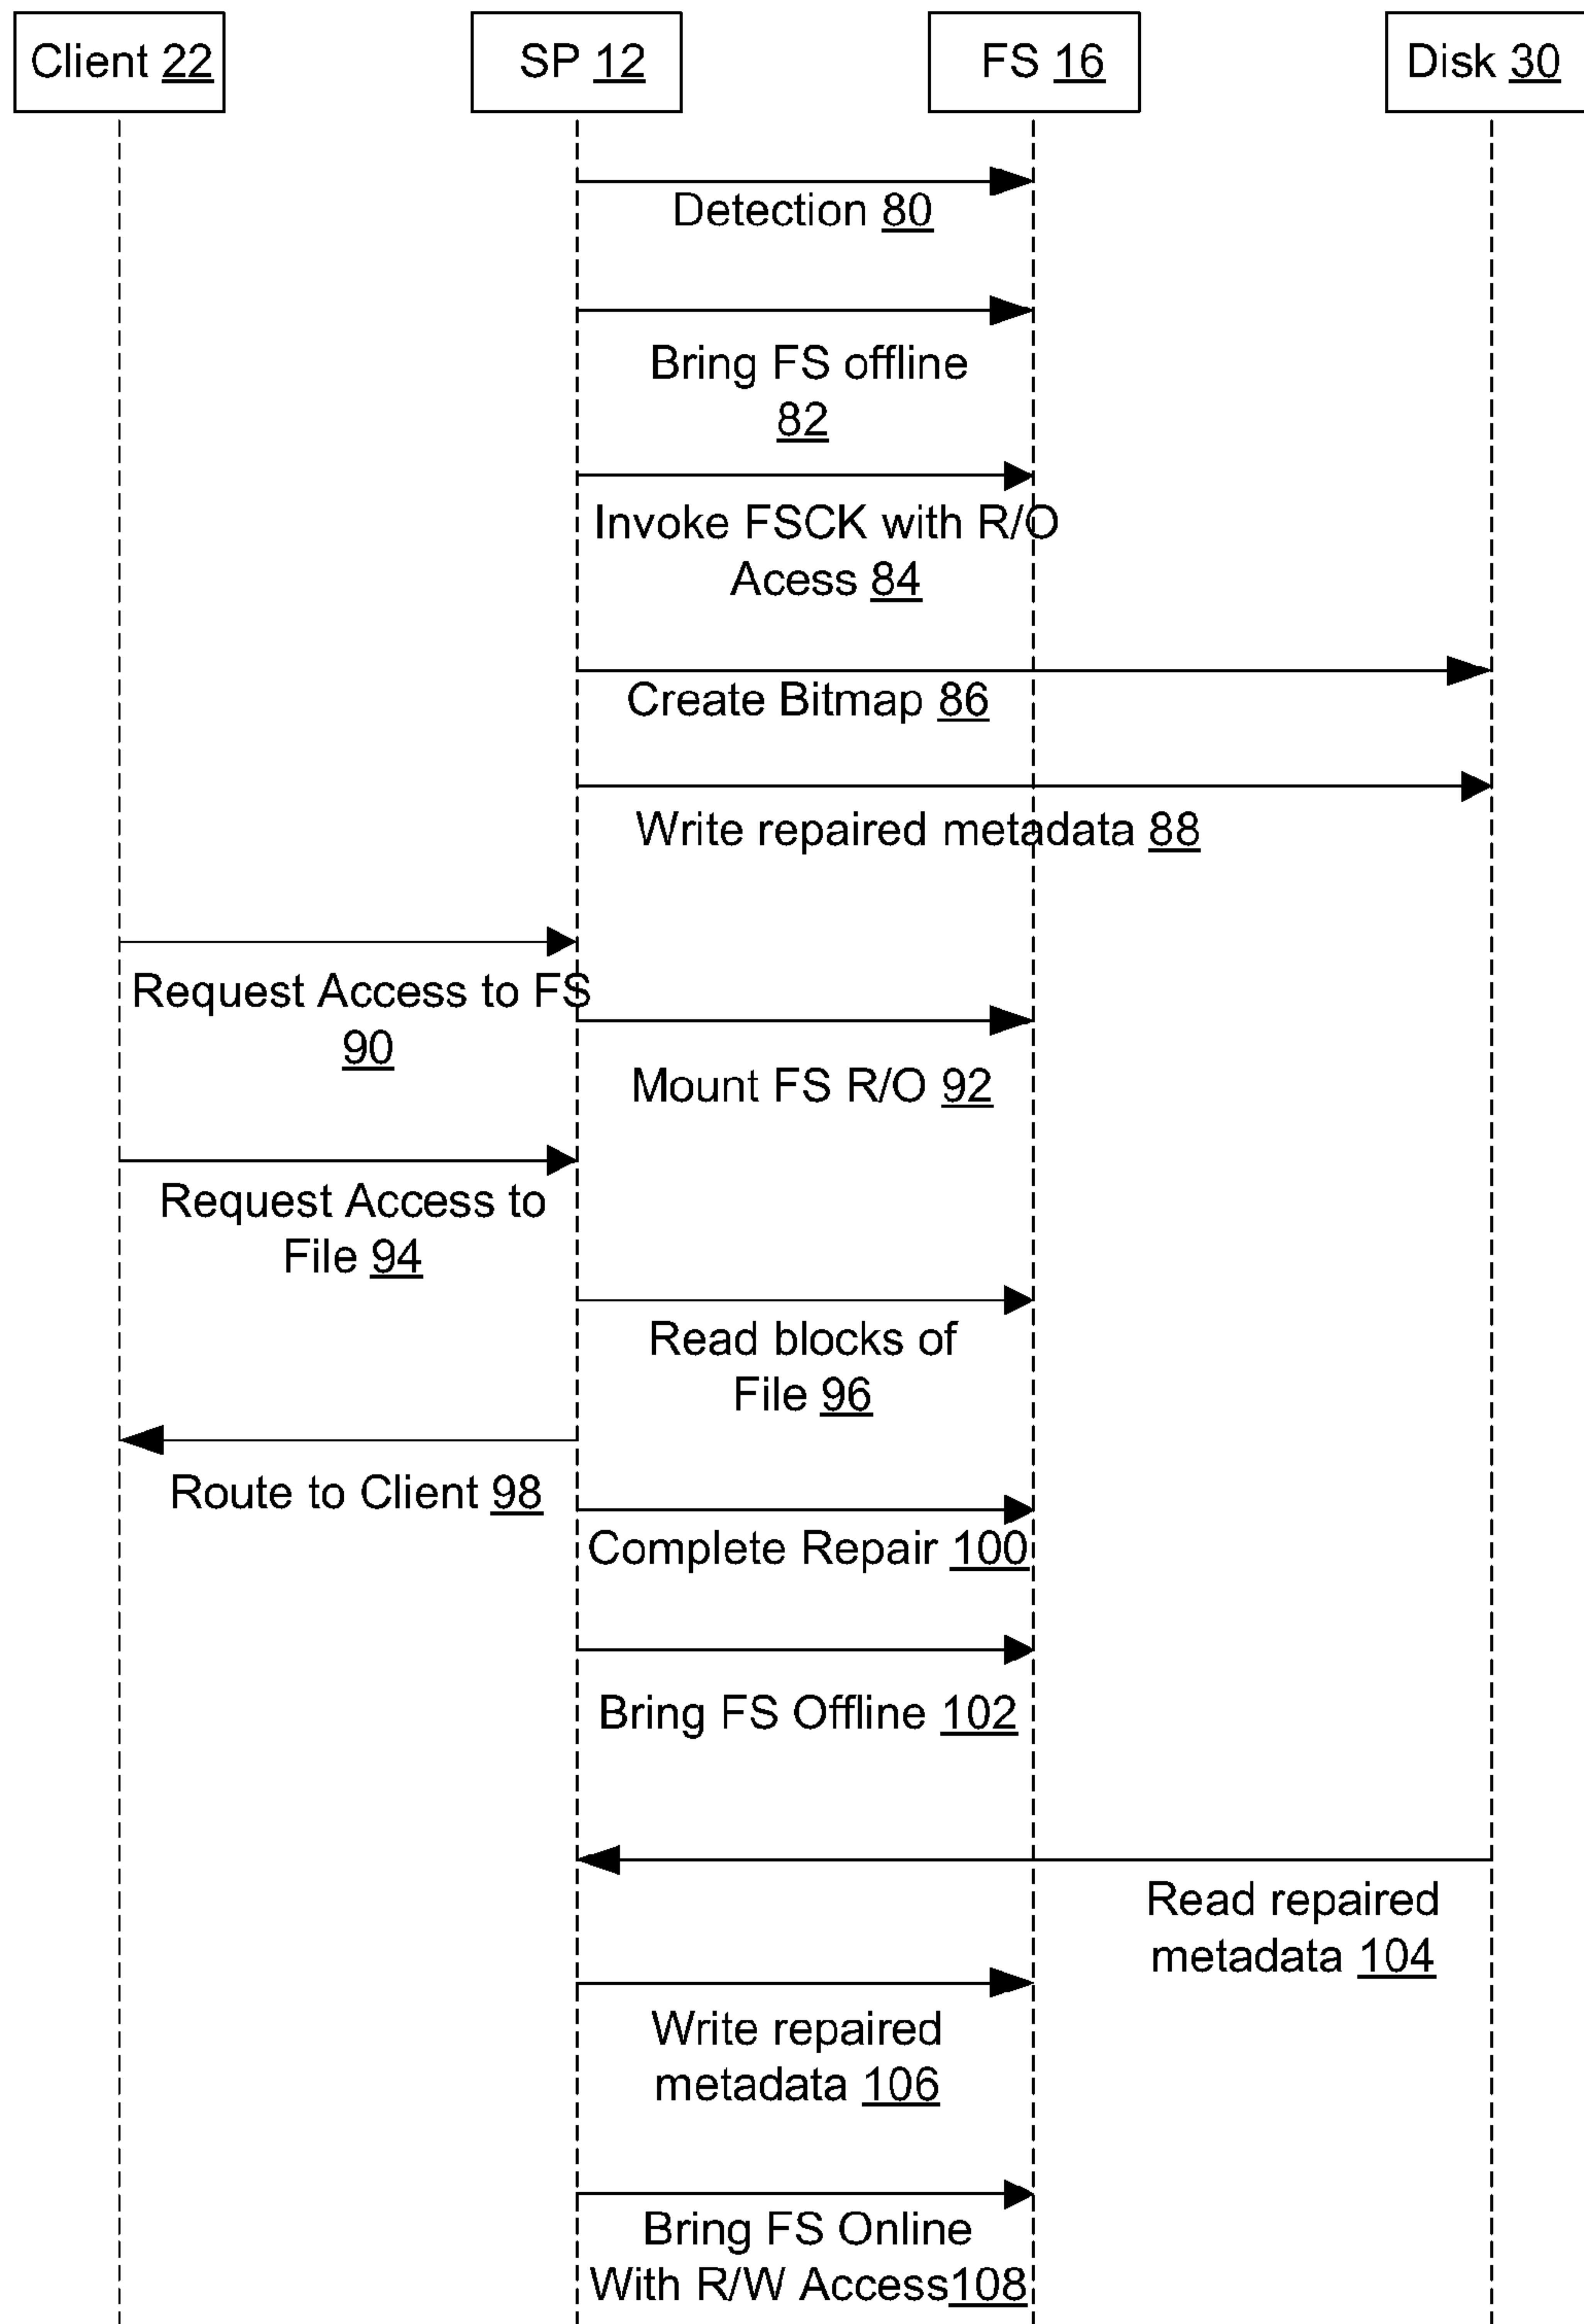 Client 22
SP 12
FS 16
Disk 30
Detection 80
Bring FS offline
82
Invoke FSCK with R/O
Acess 84
Create Bitmap 86
Write repaired metadata 88
Request Access to FS
90
Mount FS R/O 92
Request Access to
File 94
Read blocks of
File 96
Route to Client 98
Complete Repair 100
Bring FS Offline 102
Read repaired
metadata 104
Write repaired
metadata 106
Bring FS Online
With R/W Access108